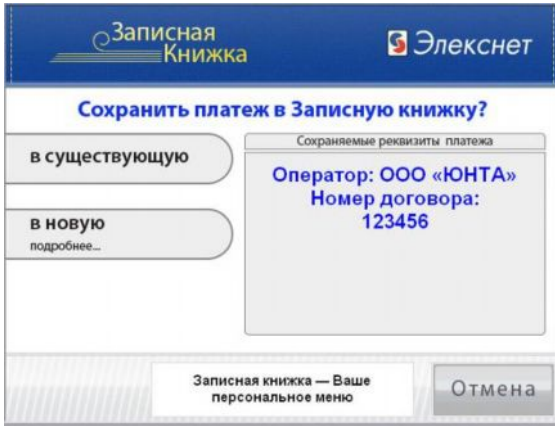 Записная
Книжка
Элекснет
Сохранить платеж в Записную книжку?
в существующую
в новую
подробнее...
Сохраняемые реквизиты платежа
Оператор: ООО «ЮНТА»
Номер договора:
123456
Записная книжка — Ваше
персональное меню
Отмена